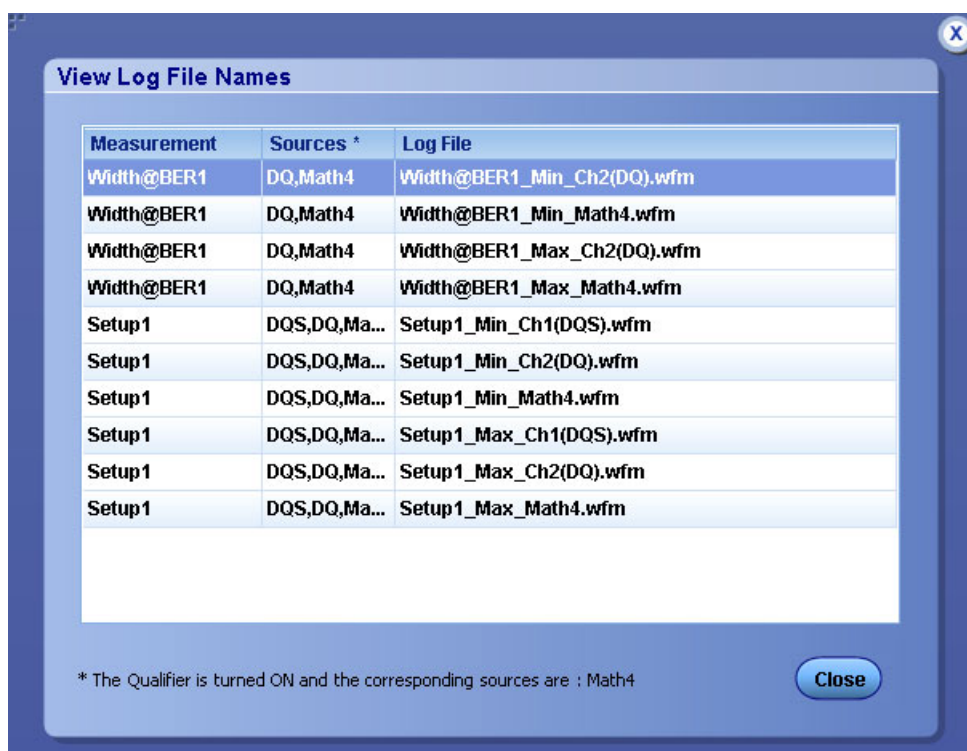 X
View Log File Names
Measurement Sources * Log File
Width@BER1 DQ,Math4 Width@BER1_Min_Ch2(DQ).wfm
Width@BER1 DQ,Math4 Width@BER1_Min_Math4.wfm
Width@BER1 DQ,Math4 Width@BER1_Max_Ch2(DQ).wfm
Width@BER1 DQ,Math4 Width@BER1_Max_Math4.wfm
Setup1 DQS,DQ,Ma... Setup1_Min_Ch1(DQS).wfm
Setup1 DQS,DQ,Ma... Setup1_Min_Ch2(DQ).wfm
Setup1 DQS,DQ,Ma... Setup1_Min_Math4.wfm
Setup1 DQS,DQ,Ma... Setup1_Max_Ch1(DQS).wfm
Setup1 DQS,DQ,Ma... Setup1_Max_Ch2(DQ).wfm
Setup1 DQS,DQ,Ma... Setup1_Max_Math4.wfm
* The Qualifier is turned ON and the corresponding sources are : Math4
Close